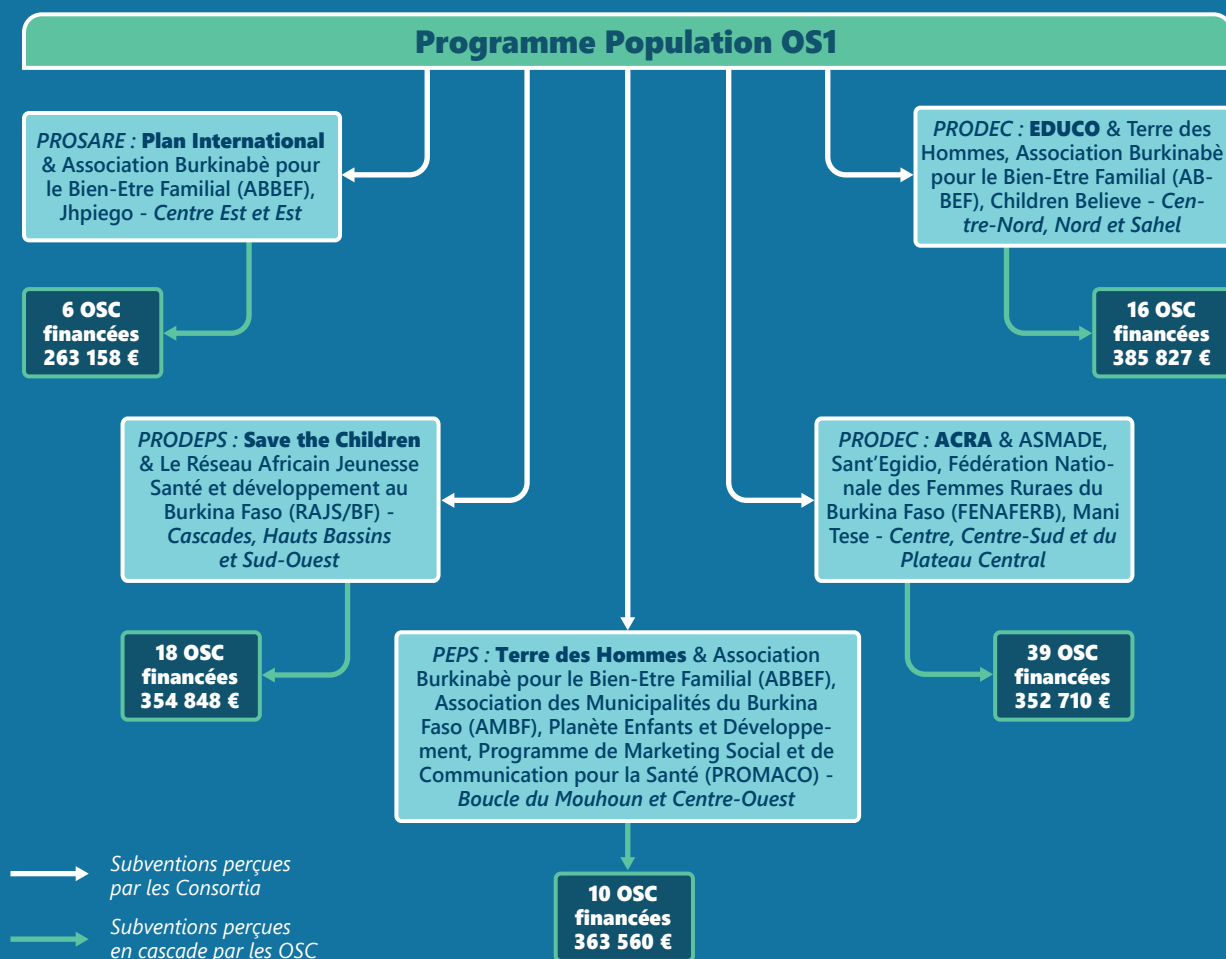 Programme Population OS1
PROSARE : Plan International
& Association Burkinabè pour
le Bien-Etre Familial (ABBEF),
Jhpiego - Centre Est et Est
PRODEC : EDUCO & Terre des
Hommes, Association Burkinabè
pour le Bien-Etre Familial (AB-
BEF), Children Believe - Cen-
tre-Nord, Nord et Sahel
6 OSC
financées
263 158 €
16 OSC
financées
385 827 €
PRODEPS : Save the Children
& Le Réseau Africain Jeunesse
Santé et développement au
Burkina Faso (RAJS/BF) -
Cascades, Hauts Bassins
et Sud-Ouest
PRODEC : ACRA & ASMADE,
Sant'Egidio, Fédération Natio-
nale des Femmes Ruraes du
Burkina Faso (FENAFERB), Mani
Tese - Centre, Centre-Sud et du
Plateau Central
18 OSC
financées
354 848 €
PEPS : Terre des Hommes & Association
Burkinabè pour le Bien-Etre Familial (ABBEF),
Association des Municipalités du Burkina
Faso (AMBF), Planète Enfants et Développe-
ment, Programme de Marketing Social et de
Communication pour la Santé (PROMACO) -
Boucle du Mouhoun et Centre-Ouest
39 OSC
financées
352 710 €
10 OSC
financées
363 560 €
Subventions perçues
par les Consortia
Subventions perçues
en cascade par les OSC